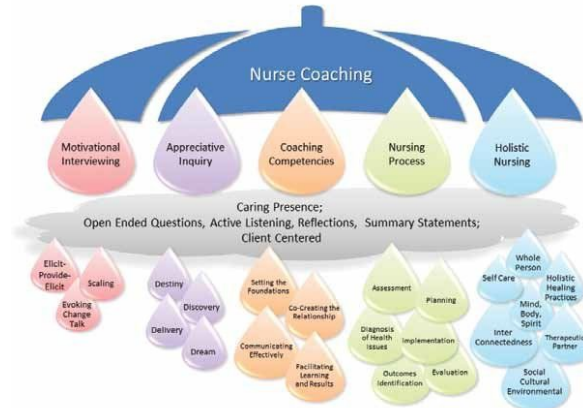 Nurse Coaching
Motivational
Interviewing
Appreciative
Inquiry
Coaching
Competencies
Nursing
Process
Holistic
Nursing
Caring Presence;
Open Ended Questions, Active Listening, Reflections, Summary Statements;
Client Centered
Elicit-
Provide-
Elicit
Scaling
Evoking
Change
Talk
Destiny
Discovery
Delivery
Dream
Setting the
Foundations
Co-Creating the
Relationship
Communicating
Effectively
Facilitating
Learning
and Results
Assessment
Planning
Diagnosis
of Health
Issues
Implementation
Outcomes
Identification
Evaluation
Whole
Person
Self Care
Holistic
Healing
Practices
Mind,
Body,
Spirit
Inter
Connectedness
Therapeutic
Partner
Social
Cultural
Environmental